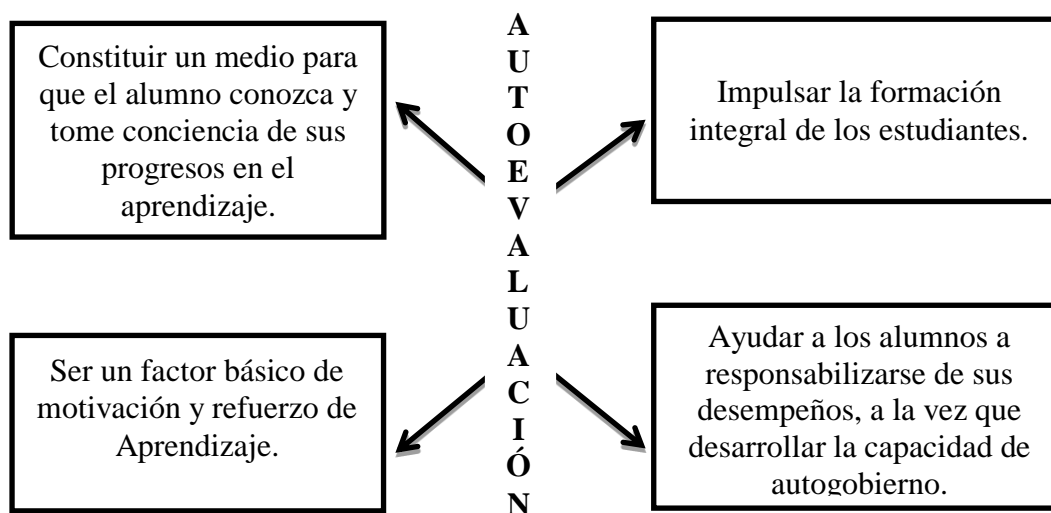 Constituir un medio para
que el alumno conozca y
tome conciencia de sus
progresos en el
aprendizaje.
A
U
T
O
E
V
A
L
U
A
C
I
Ó
N
Impulsar la formación
integral de los estudiantes.
Ser un factor básico de
motivación y refuerzo de
Aprendizaje.
Ayudar a los alumnos a
responsabilizarse de sus
desempeños, a la vez que
desarrollar la capacidad de
autogobierno.